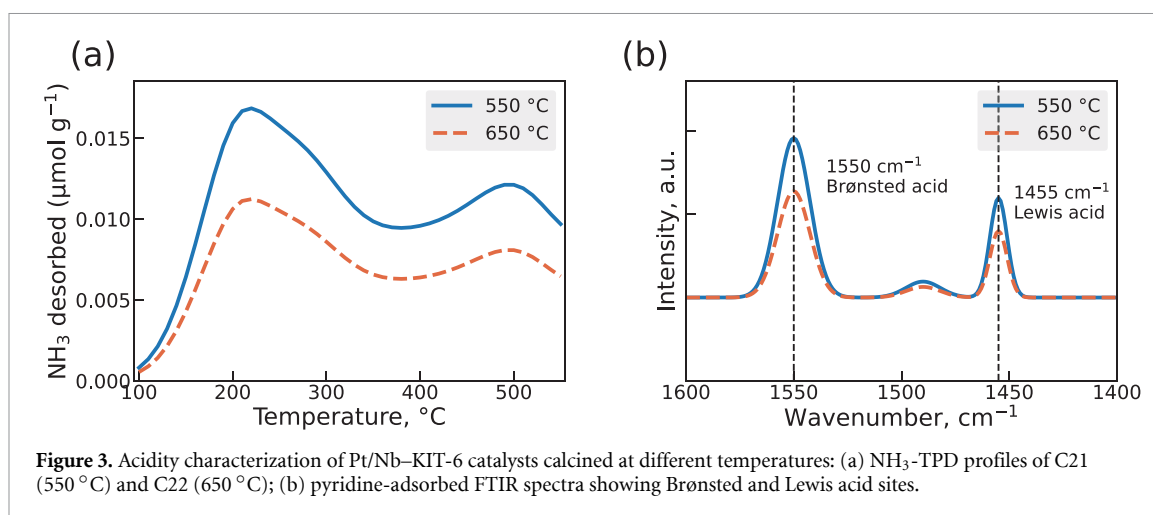 (a)
(b)
NH₃ desorbed (μmol g⁻¹)
0.015
0.010
0.005
0.000
100
200
300
400
500
Temperature, °C
550 °C
650 °C
Intensity, a.u.
550 °C
650 °C
1550 cm⁻¹
Brønsted acid
1455 cm⁻¹
Lewis acid
1600
1550
1500
1450
1400
Wavenumber, cm⁻¹
Figure 3. Acidity characterization of Pt/Nb–KIT-6 catalysts calcined at different temperatures: (a) NH₃-TPD profiles of C21
(550 °C) and C22 (650 °C); (b) pyridine-adsorbed FTIR spectra showing Brønsted and Lewis acid sites.